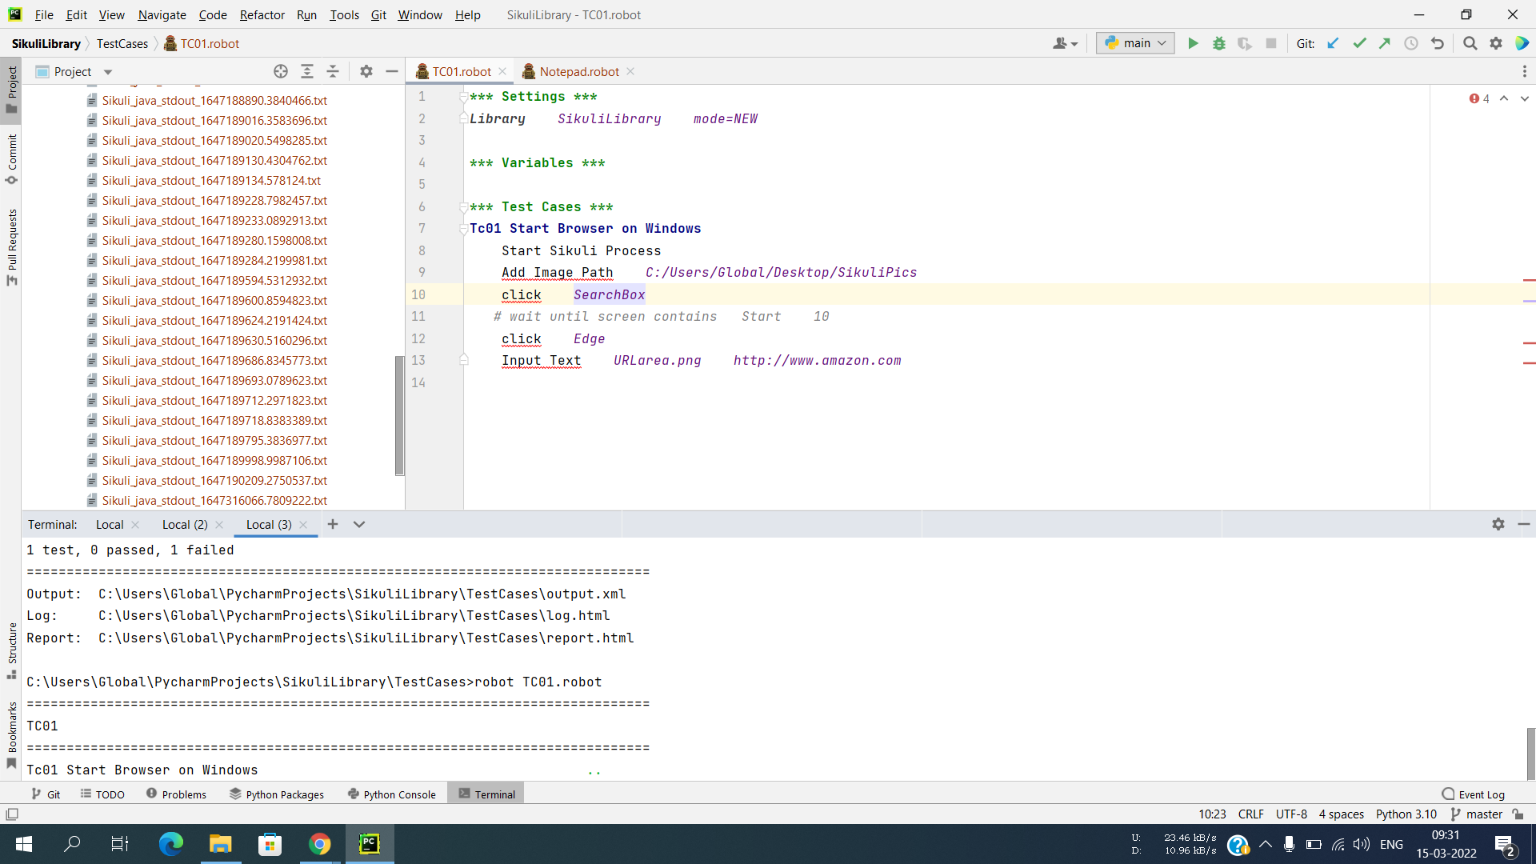 File Edit View Navigate Code Refactor Run Tools Git Window Help SikuliLibrary - TC01.robot
SikuliLibrary TestCases TC01.robot main Git:
Project TC01.robot Notepad.robot
Project
Commit
Pull Requests
Structure
Bookmarks
Sikuli_java_stdout_1647188890.3840466.txt
Sikuli_java_stdout_1647189016.3583696.txt
Sikuli_java_stdout_1647189020.5498285.txt
Sikuli_java_stdout_1647189130.4304762.txt
Sikuli_java_stdout_1647189134.578124.txt
Sikuli_java_stdout_1647189228.7982457.txt
Sikuli_java_stdout_1647189233.0892913.txt
Sikuli_java_stdout_1647189280.1598008.txt
Sikuli_java_stdout_1647189284.2199981.txt
Sikuli_java_stdout_1647189594.5312932.txt
Sikuli_java_stdout_1647189600.8594823.txt
Sikuli_java_stdout_1647189624.2191424.txt
Sikuli_java_stdout_1647189630.5160296.txt
Sikuli_java_stdout_1647189686.8345773.txt
Sikuli_java_stdout_1647189693.0789623.txt
Sikuli_java_stdout_1647189712.2971823.txt
Sikuli_java_stdout_1647189718.8383389.txt
Sikuli_java_stdout_1647189795.3836977.txt
Sikuli_java_stdout_1647189998.9987106.txt
Sikuli_java_stdout_1647190209.2750537.txt
Sikuli_java_stdout_1647316066.7809222.txt
1 *** Settings *** 4
2 Library    SikuliLibrary    mode=NEW
3
4 *** Variables ***
5
6 *** Test Cases ***
7 Tc01 Start Browser on Windows
8     Start Sikuli Process
9     Add Image Path    C:/Users/Global/Desktop/SikuliPics
10     click    SearchBox
11    # wait until screen contains   Start    10
12     click    Edge
13     Input Text    URLarea.png    http://www.amazon.com
14
Terminal: Local Local (2) Local (3)
1 test, 0 passed, 1 failed
==============================================================================
Output:  C:\Users\Global\PycharmProjects\SikuliLibrary\TestCases\output.xml
Log:     C:\Users\Global\PycharmProjects\SikuliLibrary\TestCases\log.html
Report:  C:\Users\Global\PycharmProjects\SikuliLibrary\TestCases\report.html
C:\Users\Global\PycharmProjects\SikuliLibrary\TestCases>robot TC01.robot
==============================================================================
TC01
==============================================================================
Tc01 Start Browser on Windows ..
Git TODO Problems Python Packages Python Console Terminal Event Log
10:23 CRLF UTF-8 4 spaces Python 3.10 master
U: 23.46 kB/s
D: 10.96 kB/s
ENG
09:31
15-03-2022
2